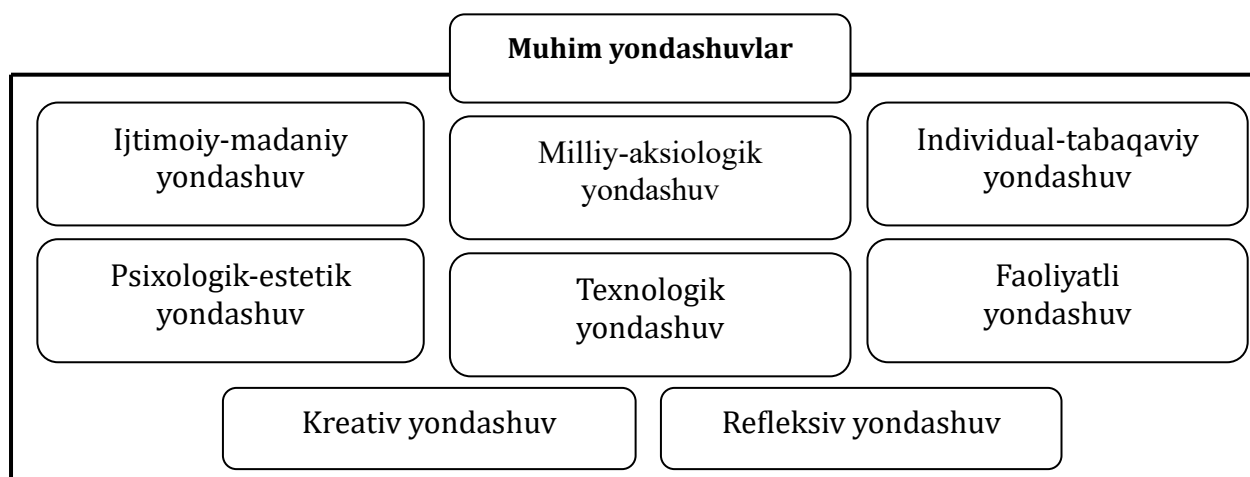 Muhim yondashuvlar
Ijtimoiy-madaniy
yondashuv
Milliy-aksiologik
yondashuv
Individual-tabaqaviy
yondashuv
Psixologik-estetik
yondashuv
Texnologik
yondashuv
Faoliyatli
yondashuv
Kreativ yondashuv
Refleksiv yondashuv